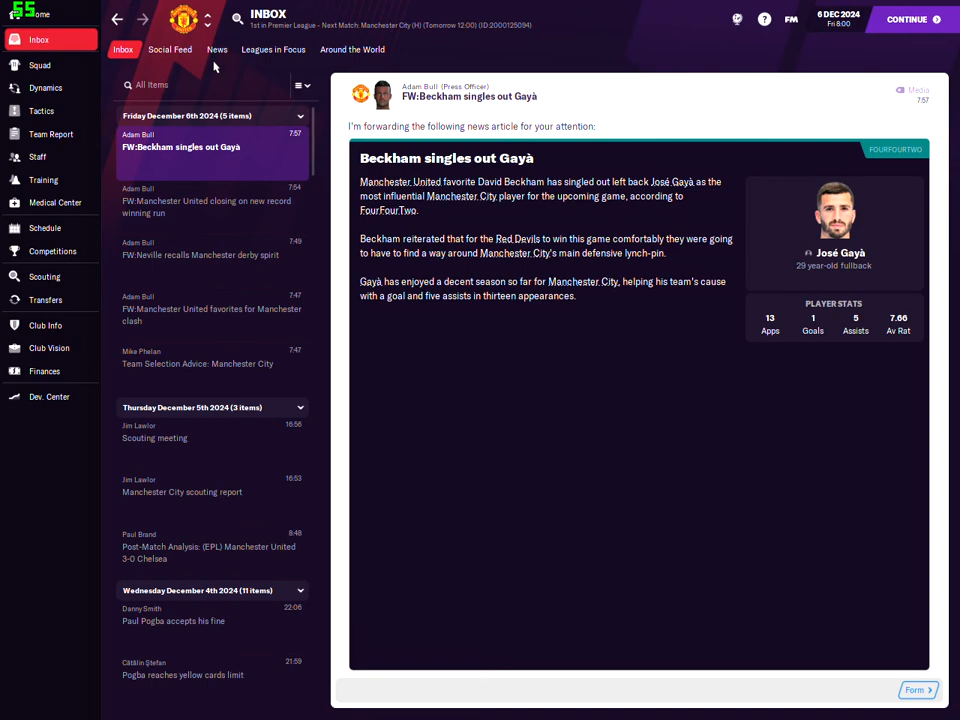 55
ome
INBOX
1st in Premier League - Next Match: Manchester City (H) (Tomorrow 12:00) (ID:2000125094)
?
FM
6 DEC 2024
Fri 8:00
CONTINUE
Inbox
Squad
Dynamics
Tactics
Team Report
Staff
Training
Medical Center
Schedule
Competitions
Scouting
Transfers
Club Info
Club Vision
Finances
Dev. Center
Inbox
Social Feed
News
Leagues in Focus
Around the World
All Items
Friday December 6th 2024 (5 items)
Adam Bull 7:57
FW:Beckham singles out Gayà
Adam Bull 7:54
FW:Manchester United closing on new record
winning run
Adam Bull 7:49
FW:Neville recalls Manchester derby spirit
Adam Bull 7:47
FW:Manchester United favorites for Manchester
clash
Mike Phelan 7:47
Team Selection Advice: Manchester City
Thursday December 5th 2024 (3 items)
Jim Lawlor 16:56
Scouting meeting
Jim Lawlor 16:53
Manchester City scouting report
Paul Brand 8:48
Post-Match Analysis: (EPL) Manchester United
3-0 Chelsea
Wednesday December 4th 2024 (11 items)
Danny Smith 22:06
Paul Pogba accepts his fine
Cătălin Ștefan 21:59
Pogba reaches yellow cards limit
Adam Bull (Press Officer)
FW:Beckham singles out Gayà
Media
7:57
I'm forwarding the following news article for your attention:
FOURFOURTWO
Beckham singles out Gayà
Manchester United favorite David Beckham has singled out left back José Gayà as the
most influential Manchester City player for the upcoming game, according to
FourFourTwo.
Beckham reiterated that for the Red Devils to win this game comfortably they were going
to have to find a way around Manchester City's main defensive lynch-pin.
Gayà has enjoyed a decent season so far for Manchester City, helping his team's cause
with a goal and five assists in thirteen appearances.
José Gayà
29 year-old fullback
PLAYER STATS
13 1 5 7.66
Apps Goals Assists Av Rat
Form